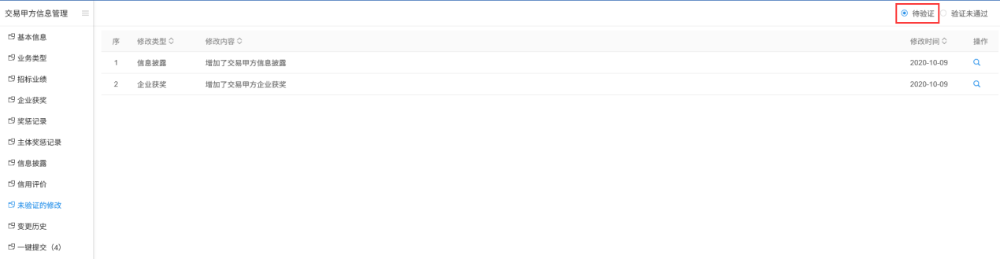 交易甲方信息管理
待验证 验证未通过
基本信息
业务类型
招标业绩
企业获奖
奖惩记录
主体奖惩记录
信息披露
信用评价
未验证的修改
变更历史
一键提交（4）
序 修改类型 修改内容 修改时间 操作
1 信息披露 增加了交易甲方信息披露 2020-10-09
2 企业获奖 增加了交易甲方企业获奖 2020-10-09